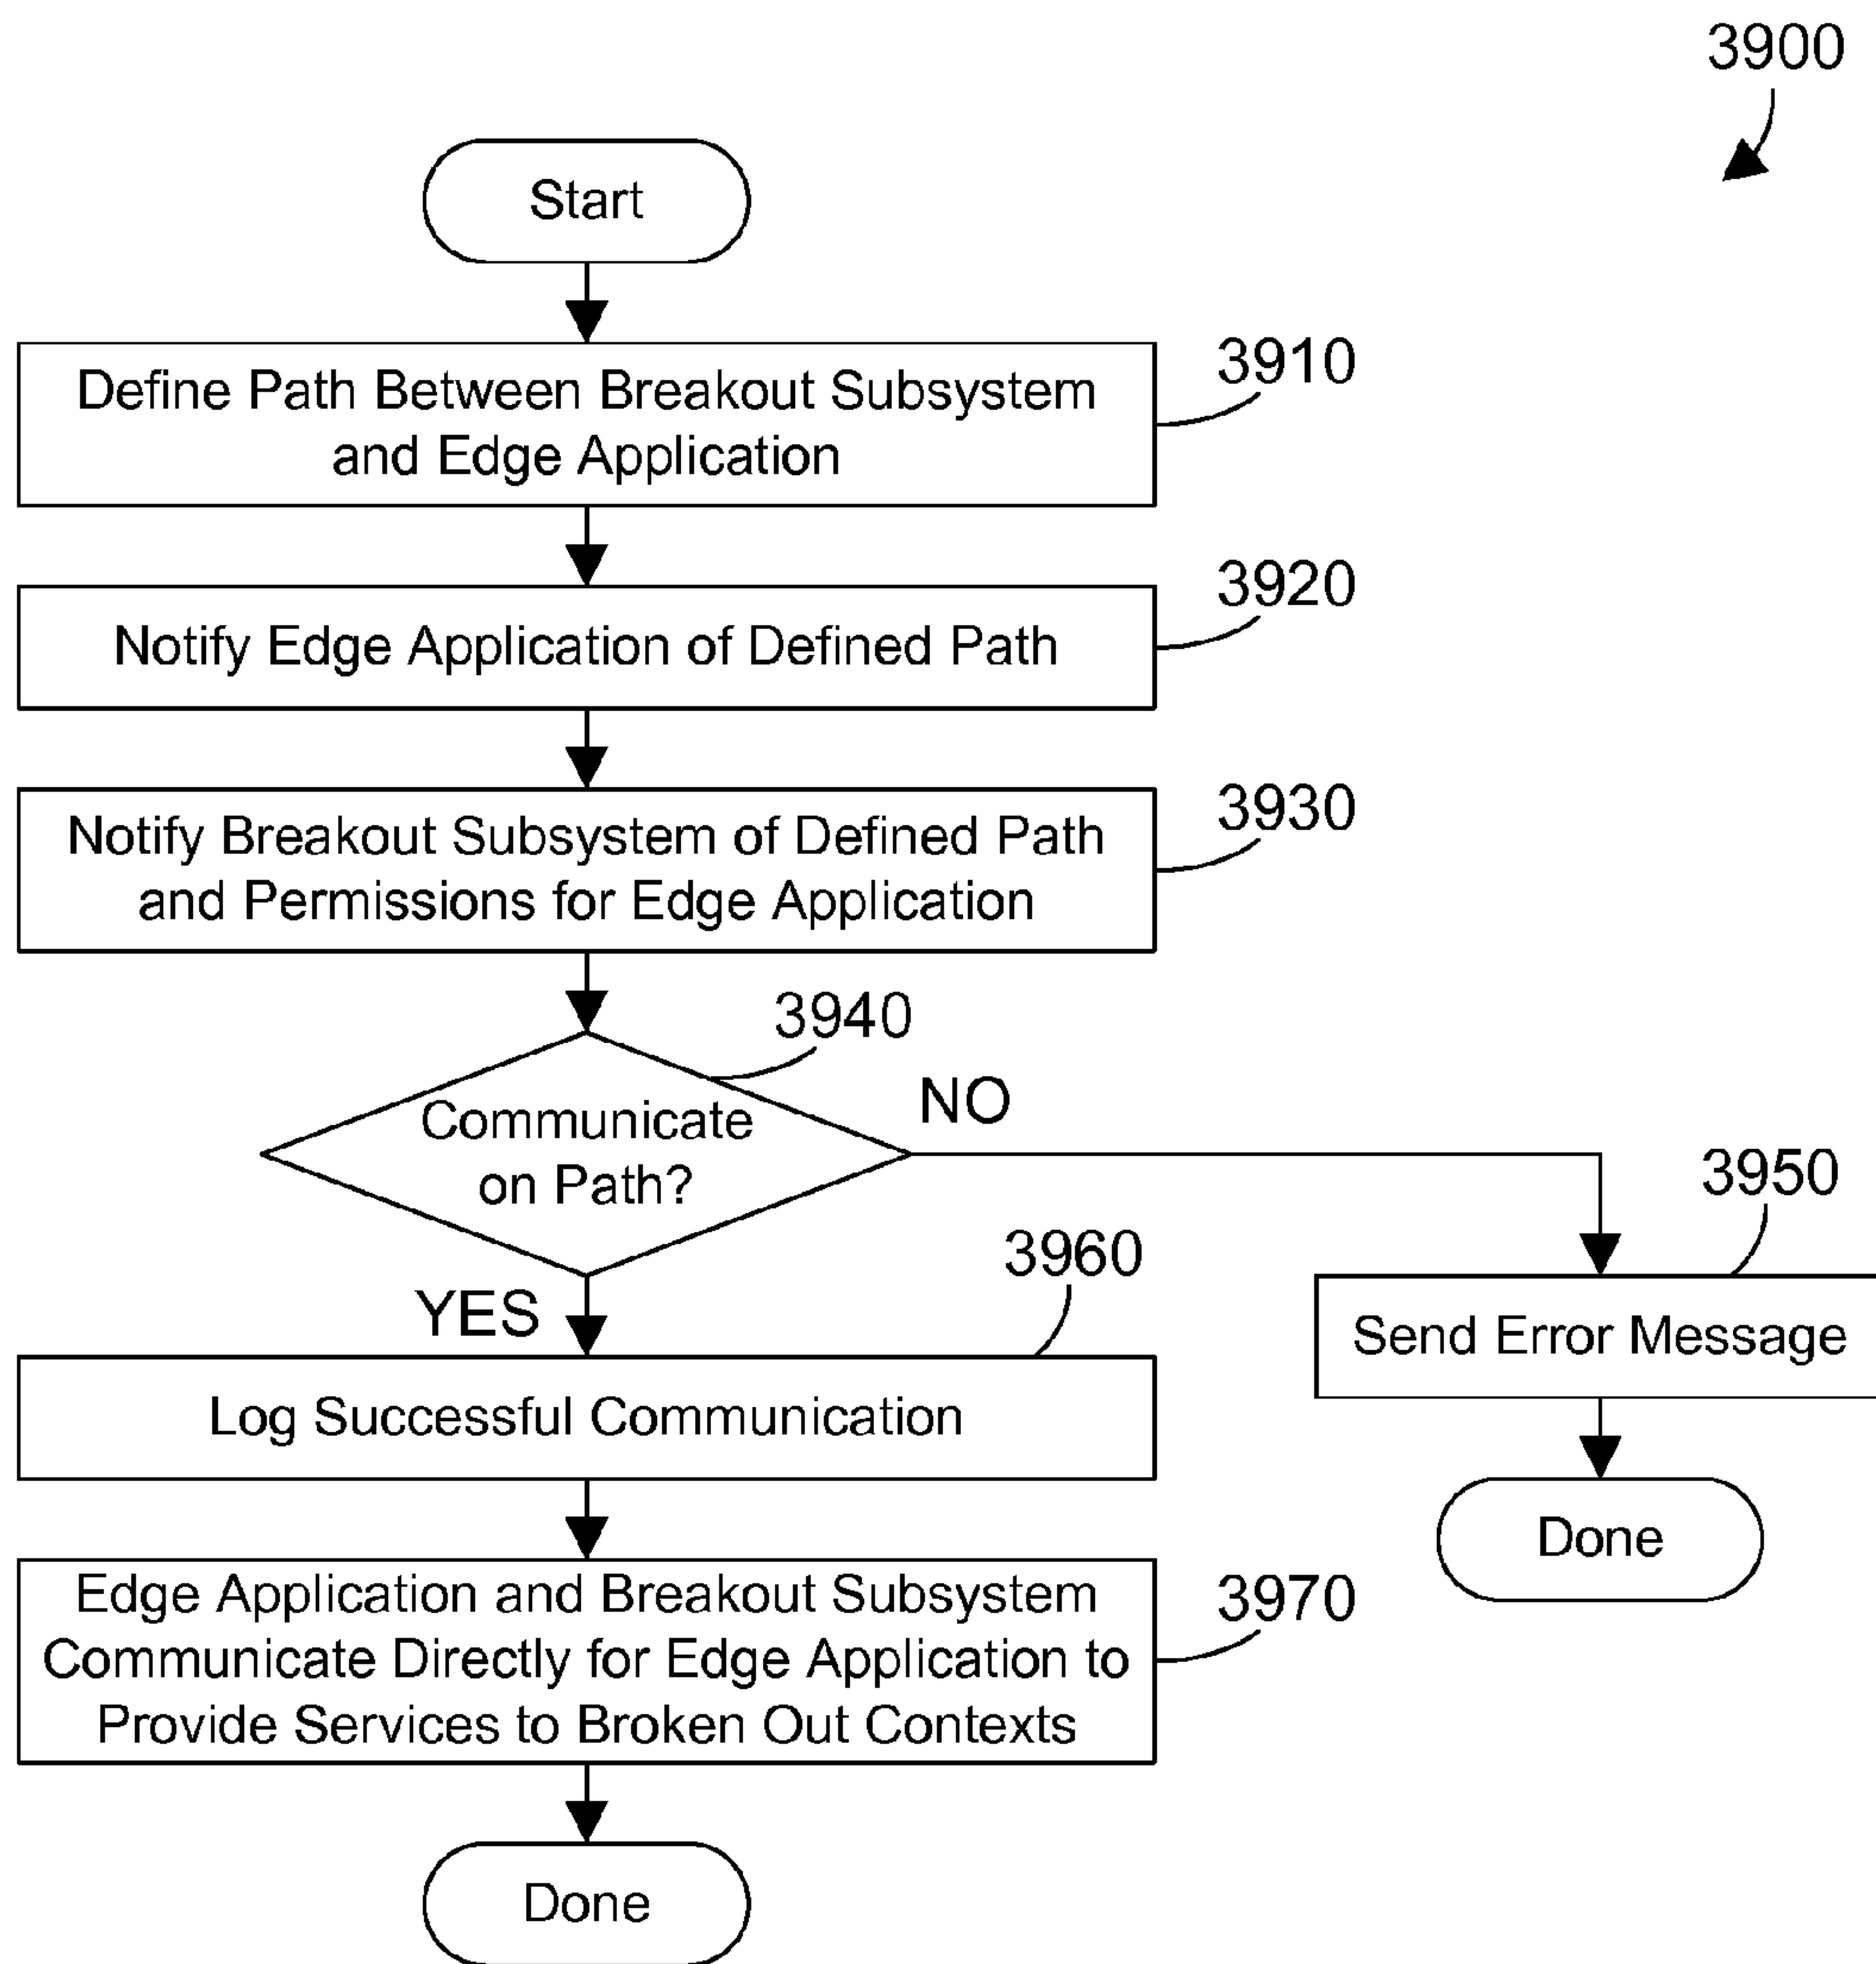 3900
Start
Define Path Between Breakout Subsystem
and Edge Application
3910
Notify Edge Application of Defined Path
3920
Notify Breakout Subsystem of Defined Path
and Permissions for Edge Application
3930
3940
Communicate
on Path?
NO
YES
3950
Send Error Message
Done
3960
Log Successful Communication
Edge Application and Breakout Subsystem
Communicate Directly for Edge Application to
Provide Services to Broken Out Contexts
3970
Done